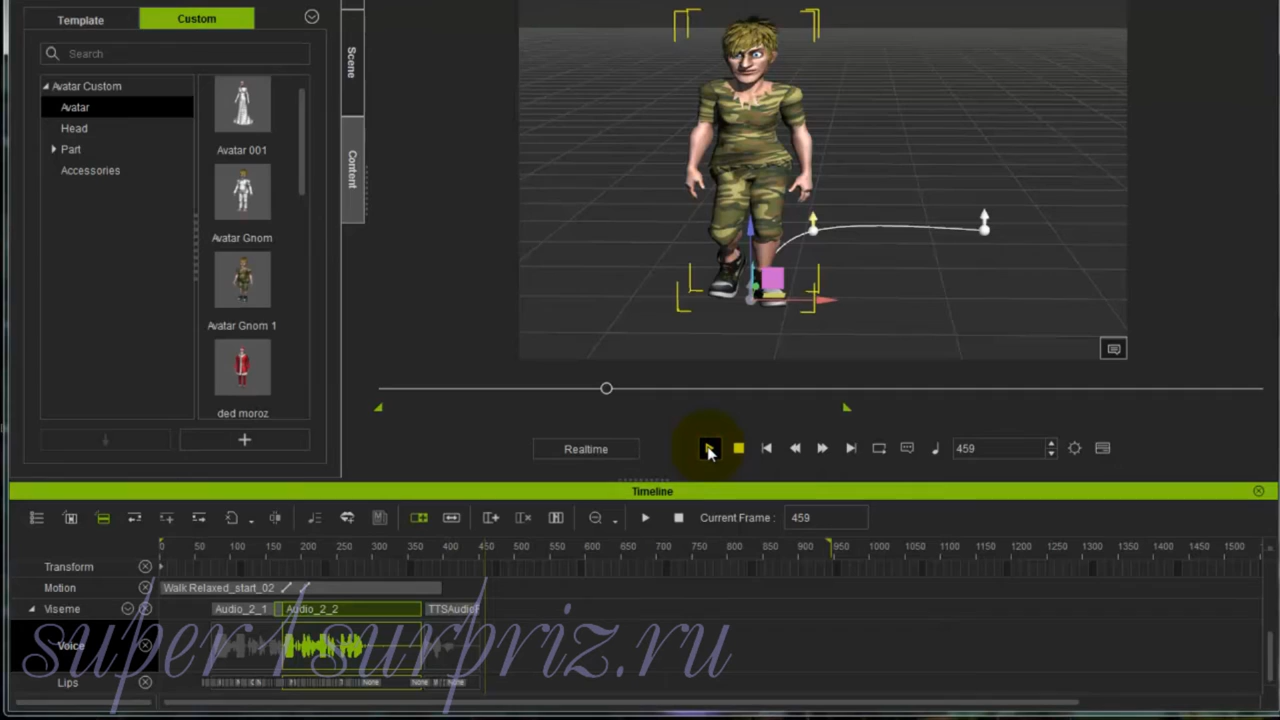 Template
Custom
Search
Avatar Custom
Avatar
Head
Part
Accessories
Avatar 001
Avatar Gnom
Avatar Gnom 1
ded moroz
Scene
Content
Realtime
459
Timeline
Current Frame :
459
0 50 100 150 200 250 300 350 400 450 500 550 600 650 700 750 800 850 900 950 1000 1050 1100 1150 1200 1250 1300 1350 1400 1450 1500
Transform
Motion
Walk Relaxed_start_02
Viseme
Audio_2_1
Audio_2_2
Voice
Lips
None
None
None
super1surpriz.ru